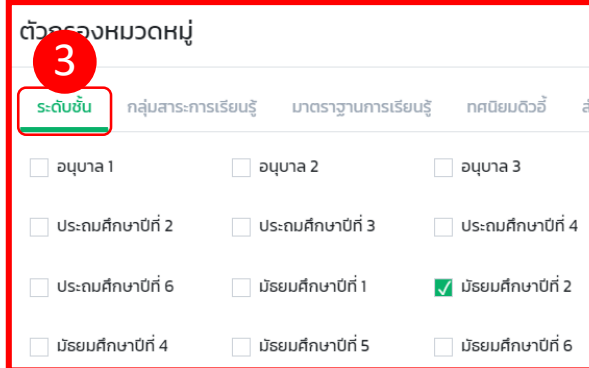 ตัวกรองหมวดหมู่
3
ระดับชั้น กลุ่มสาระการเรียนรู้ มาตราฐานการเรียนรู้ ทศนิยมดิวอี้
อนุบาล 1 อนุบาล 2 อนุบาล 3
ประถมศึกษาปีที่ 2 ประถมศึกษาปีที่ 3 ประถมศึกษาปีที่ 4
ประถมศึกษาปีที่ 6 มัธยมศึกษาปีที่ 1 มัธยมศึกษาปีที่ 2
มัธยมศึกษาปีที่ 4 มัธยมศึกษาปีที่ 5 มัธยมศึกษาปีที่ 6